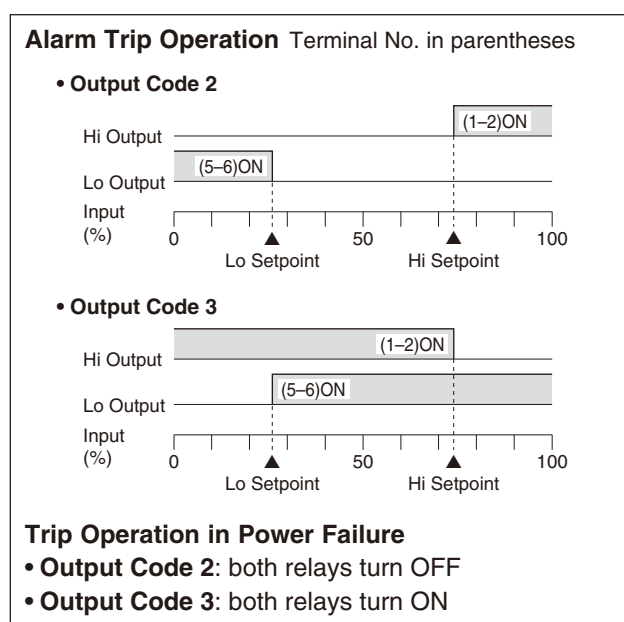 Alarm Trip Operation Terminal No. in parentheses
• Output Code 2
Hi Output
(1–2)ON
Lo Output
(5–6)ON
Input
(%)
0
50
100
Lo Setpoint
Hi Setpoint
• Output Code 3
Hi Output
(1–2)ON
Lo Output
(5–6)ON
Input
(%)
0
50
100
Lo Setpoint
Hi Setpoint
Trip Operation in Power Failure
• Output Code 2: both relays turn OFF
• Output Code 3: both relays turn ON